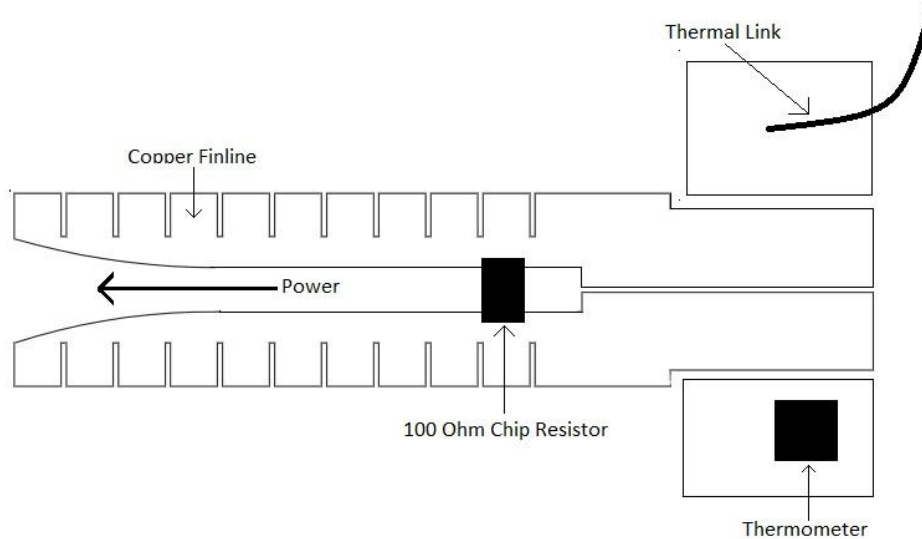 Thermal Link
Copper Finline
Power
100 Ohm Chip Resistor
Thermometer